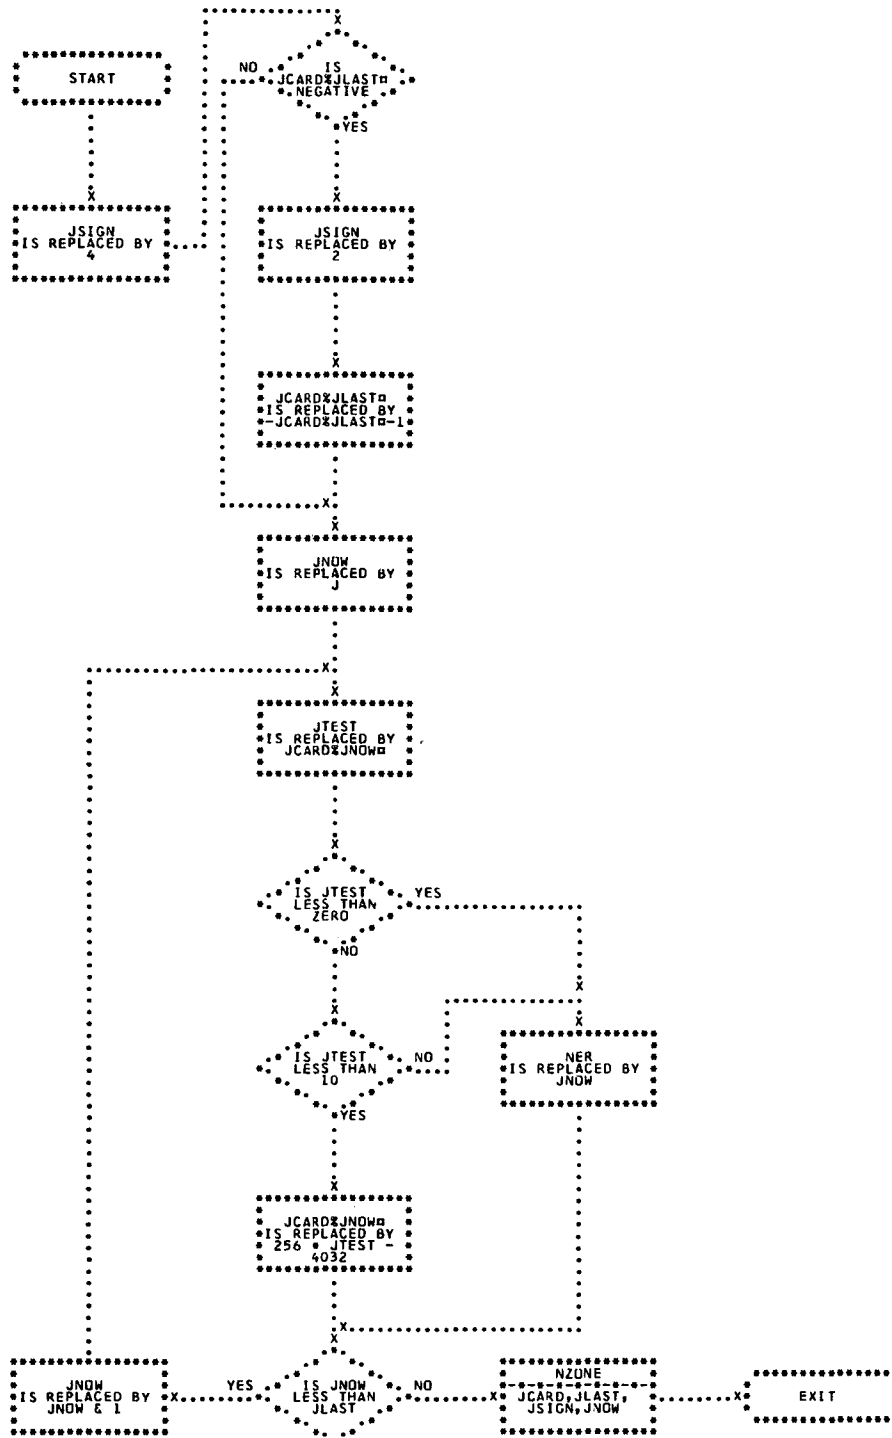 START
IS
JCARD%JLAST¤
NEGATIVE
NO
YES
JSIGN
IS REPLACED BY
4
JSIGN
IS REPLACED BY
2
JCARD%JLAST¤
IS REPLACED BY
-JCARD%JLAST¤-1
JNOW
IS REPLACED BY
J
JTEST
IS REPLACED BY
JCARD%JNOW¤
IS JTEST
LESS THAN
ZERO
YES
NO
IS JTEST
LESS THAN
10
NO
YES
NER
IS REPLACED BY
JNOW
JCARD%JNOW¤
IS REPLACED BY
256 * JTEST -
4032
IS JNOW
LESS THAN
JLAST
YES
NO
JNOW
IS REPLACED BY
JNOW & 1
NZONE
JCARD,JLAST,
JSIGN,JNOW
EXIT